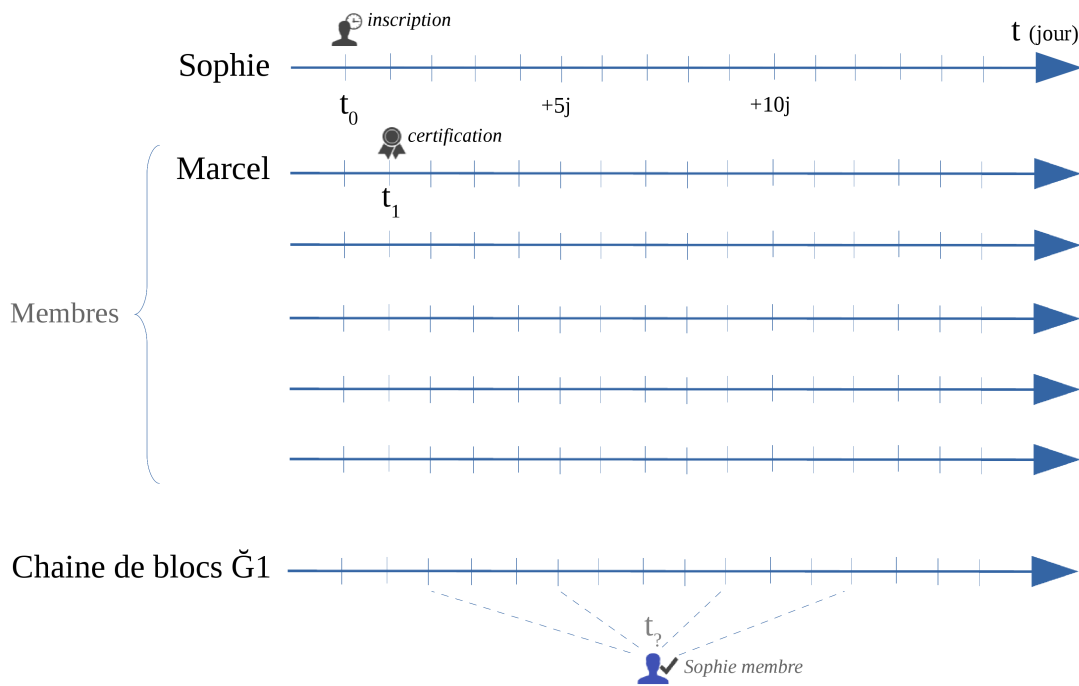 inscription
t (jour)
Sophie
t0
+5j
+10j
certification
Marcel
t1
Membres
Chaine de blocs Ğ1
t?
Sophie membre